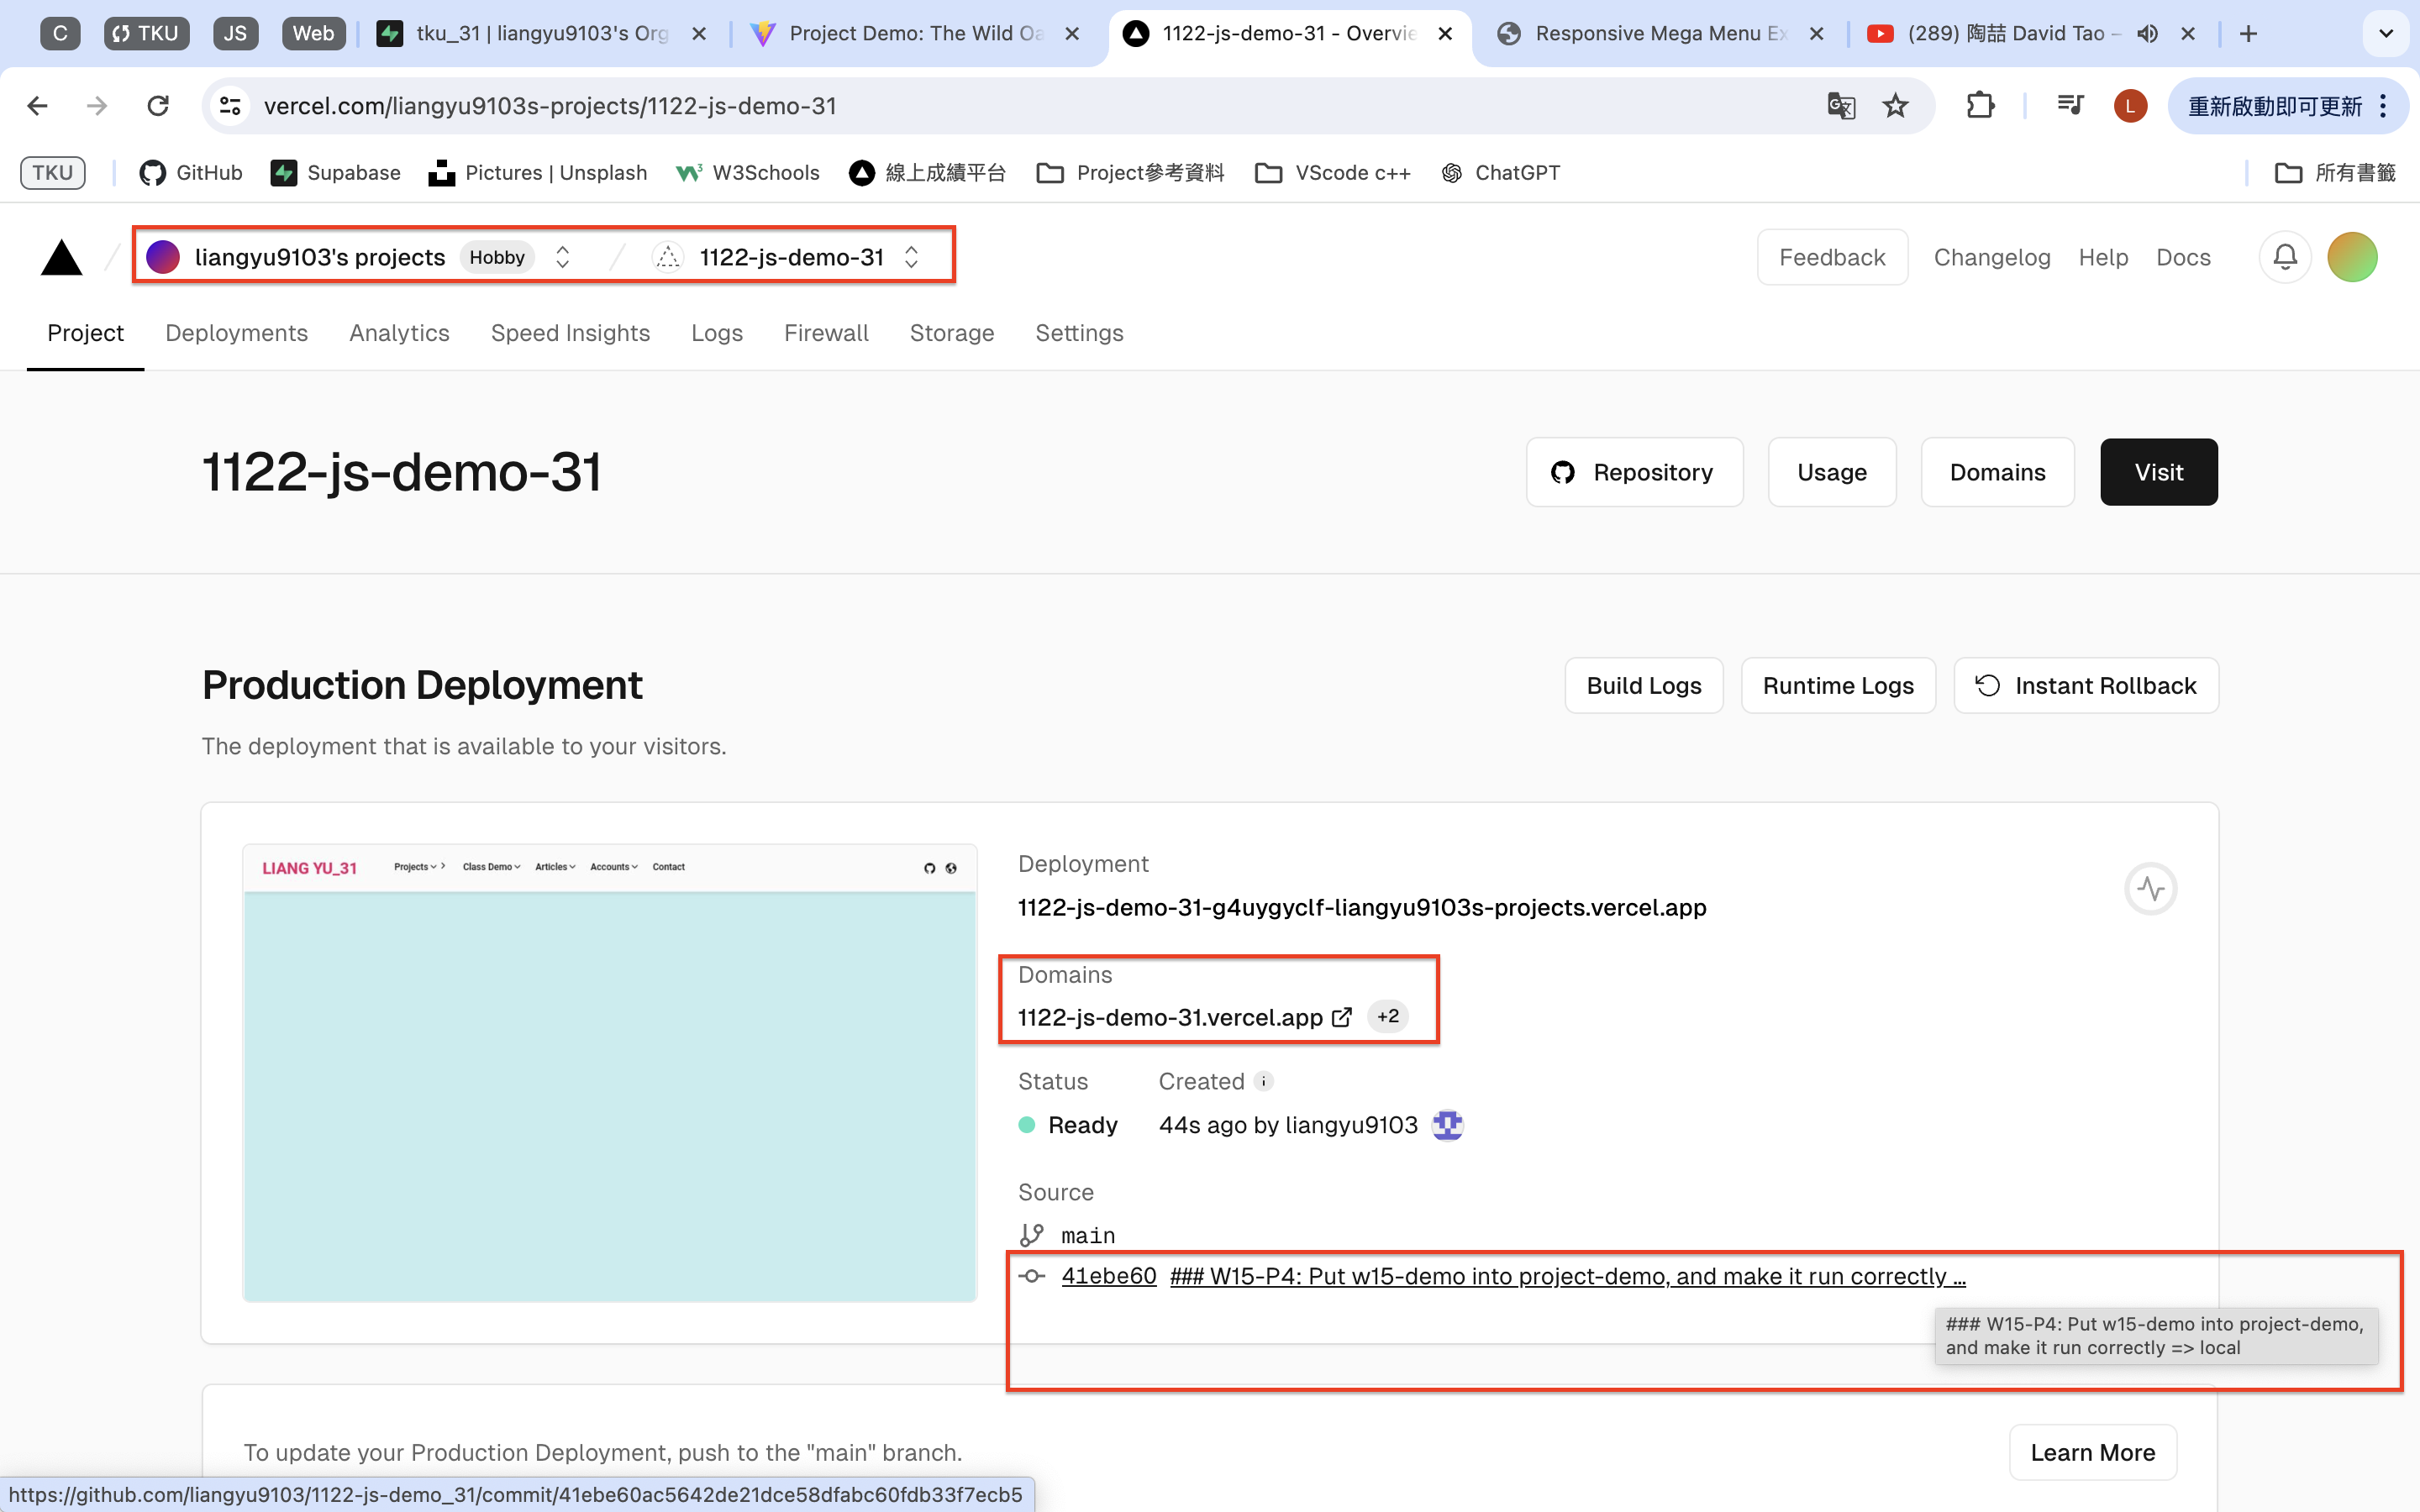 C
TKU
JS
Web
tku_31 | liangyu9103's Org
Project Demo: The Wild Oa
1122-js-demo-31 - Overvie
Responsive Mega Menu Ex
(289) 陶喆 David Tao –
vercel.com/liangyu9103s-projects/1122-js-demo-31
L
重新啟動即可更新
TKU
GitHub
Supabase
Pictures | Unsplash
W3Schools
線上成績平台
Project參考資料
VScode c++
ChatGPT
所有書籤
liangyu9103's projects
Hobby
1122-js-demo-31
Feedback
Changelog
Help
Docs
Project
Deployments
Analytics
Speed Insights
Logs
Firewall
Storage
Settings
1122-js-demo-31
Repository
Usage
Domains
Visit
Production Deployment
Build Logs
Runtime Logs
Instant Rollback
The deployment that is available to your visitors.
LIANG YU_31
Projects
Class Demo
Articles
Accounts
Contact
Deployment
1122-js-demo-31-g4uygyclf-liangyu9103s-projects.vercel.app
Domains
1122-js-demo-31.vercel.app
+2
Status
Created
Ready
44s ago by liangyu9103
Source
main
41ebe60 ### W15-P4: Put w15-demo into project-demo, and make it run correctly …
### W15-P4: Put w15-demo into project-demo,
and make it run correctly => local
To update your Production Deployment, push to the "main" branch.
Learn More
https://github.com/liangyu9103/1122-js-demo_31/commit/41ebe60ac5642de21dce58dfabc60fdb33f7ecb5